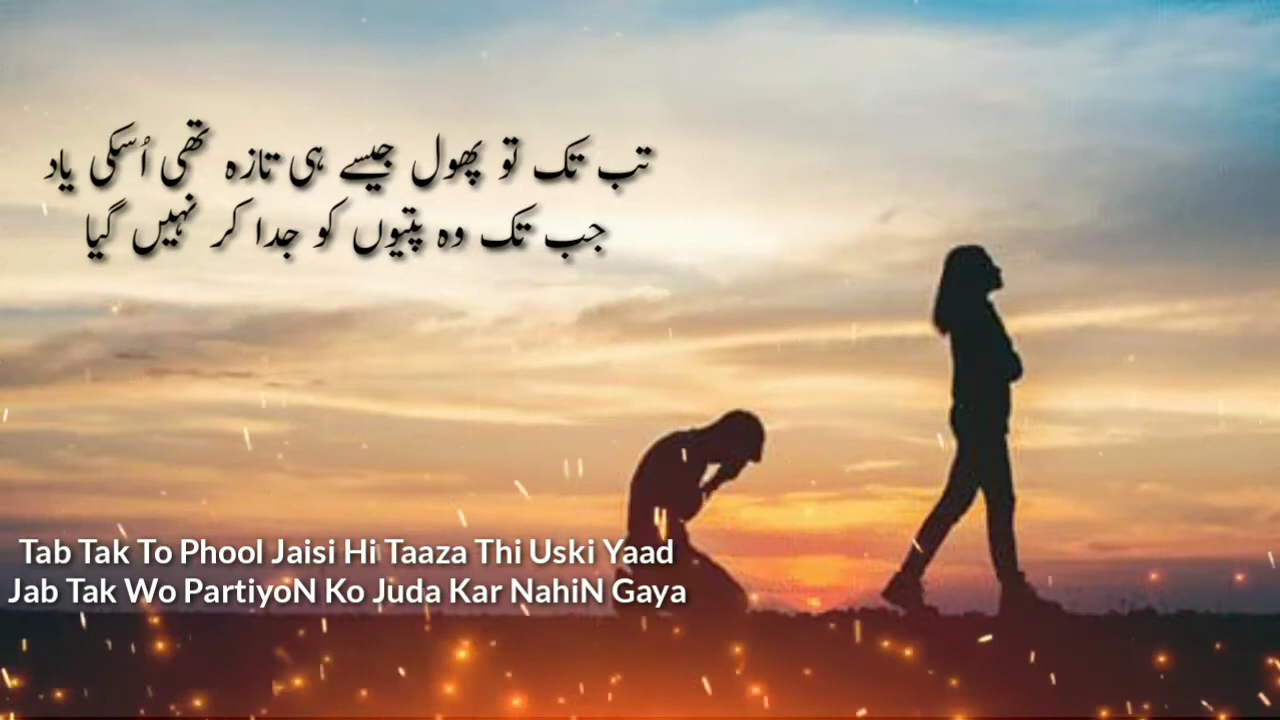 تب تک تو پھول جیسے ہی تازہ تھی اُسکی یاد
جب تک وہ پتیوں کو جدا کر نہیں گیا
Tab Tak To Phool Jaisi Hi Taaza Thi Uski Yaad
Jab Tak Wo PartiyoN Ko Juda Kar NahiN Gaya